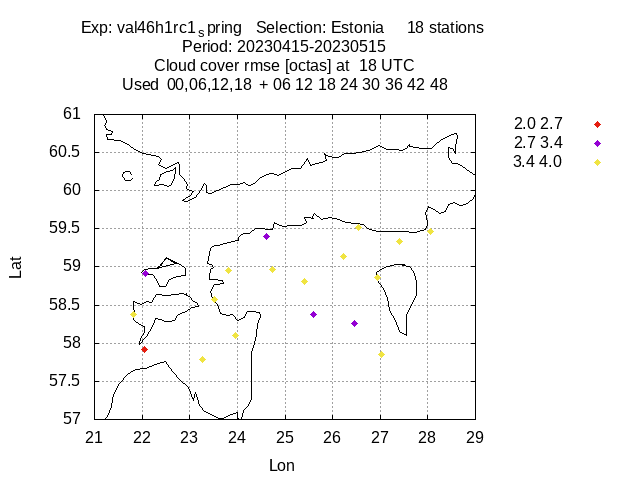 Exp: val46h1rc1spring Selection: Estonia 18 stations
Period: 20230415-20230515
Cloud cover rmse [octas] at 18 UTC
Used 00,06,12,18 + 06 12 18 24 30 36 42 48
2.0 2.7
2.7 3.4
3.4 4.0
61
60.5
60
59.5
59
58.5
58
57.5
57
Lat
21 22 23 24 25 26 27 28 29
Lon